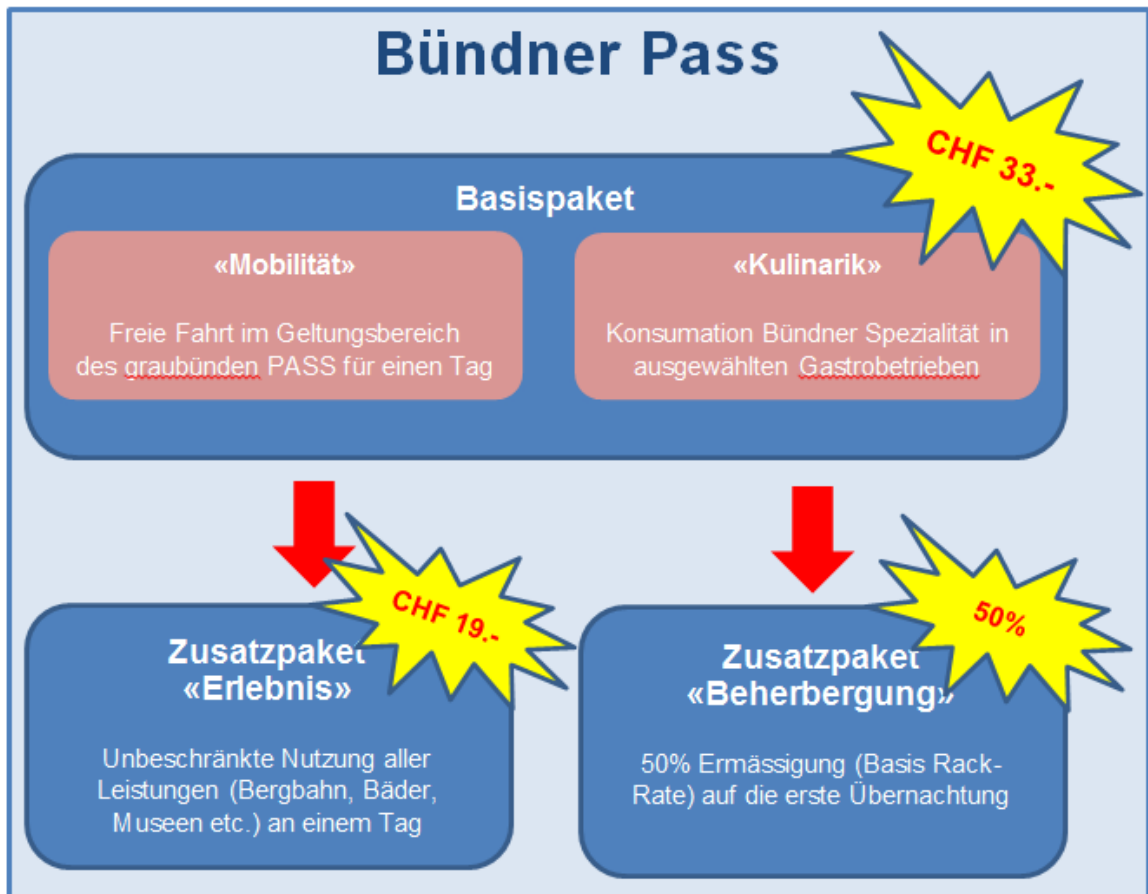 Bündner Pass
CHF 33.-
Basispaket
«Mobilität»
Freie Fahrt im Geltungsbereich
des graubünden PASS für einen Tag
«Kulinarik»
Konsumation Bündner Spezialität in
ausgewählten Gastrobetrieben
CHF 19.-
Zusatzpaket
«Erlebnis»
Unbeschränkte Nutzung aller
Leistungen (Bergbahn, Bäder,
Museen etc.) an einem Tag
50%
Zusatzpaket
«Beherbergung»
50% Ermässigung (Basis Rack-
Rate) auf die erste Übernachtung